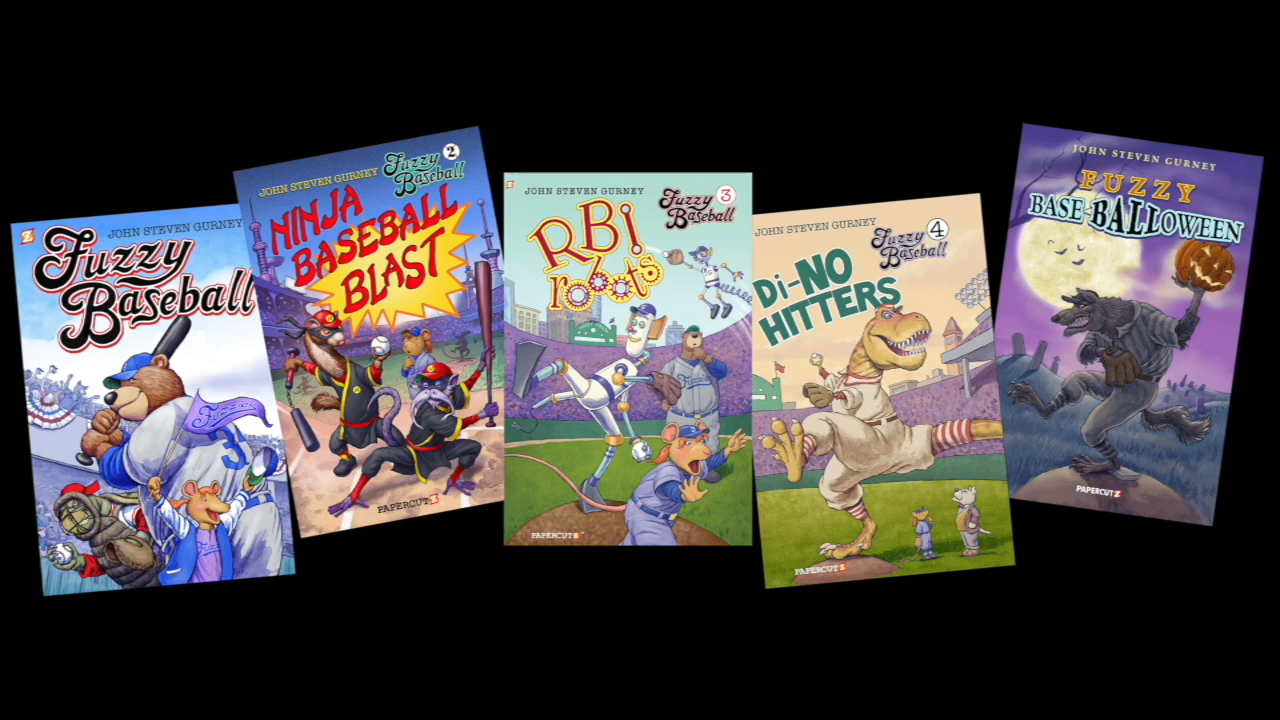 JOHN STEVEN GURNEY
Fuzzy
Baseball
Fuzzies
3
JOHN STEVEN GURNEY
Fuzzy
Baseball
2
NINJA
BASEBALL
BLAST
PAPERCUTZ
JOHN STEVEN GURNEY
Fuzzy
Baseball
3
RBi
robots
PAPERCUTZ
JOHN STEVEN GURNEY
Fuzzy
Baseball
4
Di-NO
HITTERS
PAPERCUTZ
JOHN STEVEN GURNEY
FUZZY
BASE-BALLOWEEN
PAPERCUTZ